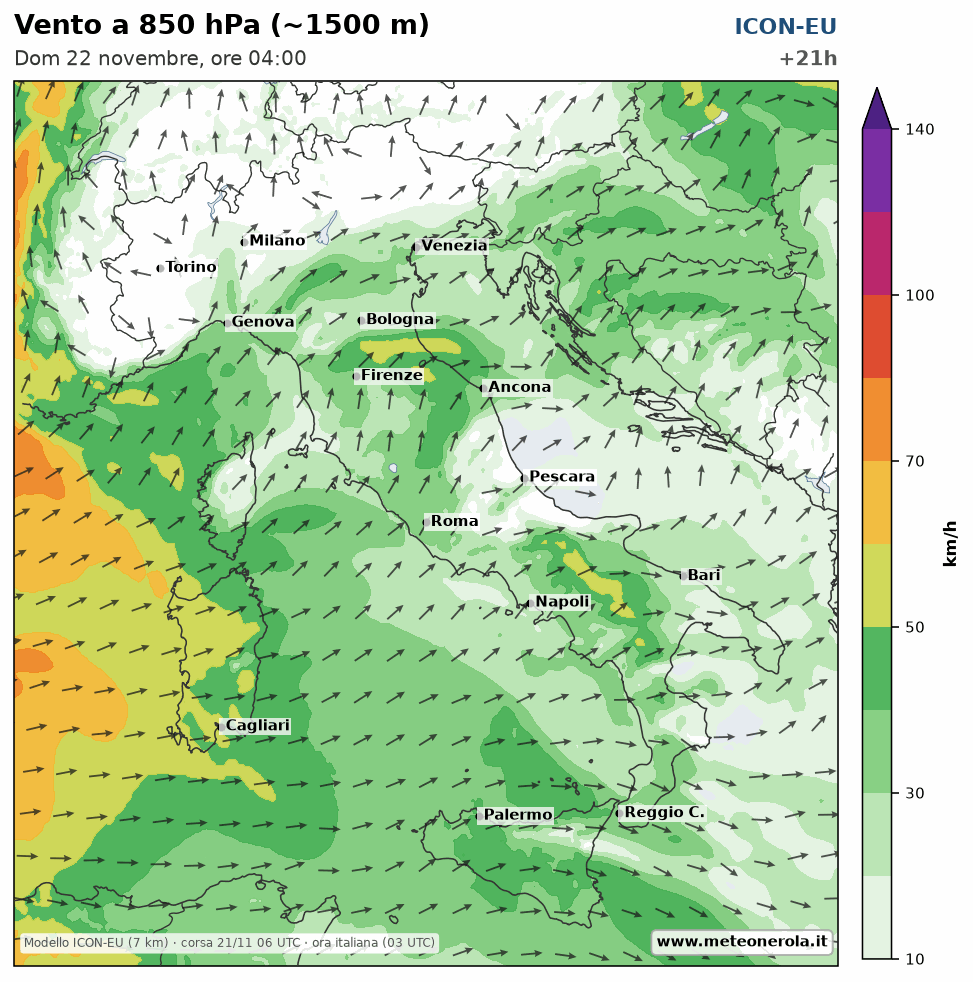 Vento a 850 hPa (~1500 m)
ICON-EU
Dom 22 novembre, ore 04:00
+21h
140
100
70
50
30
10
km/h
Milano
Venezia
Torino
Genova
Bologna
Firenze
Ancona
Pescara
Roma
Bari
Napoli
Cagliari
Palermo
Reggio C.
Modello ICON-EU (7 km) · corsa 21/11 06 UTC · ora italiana (03 UTC)
www.meteonerola.it